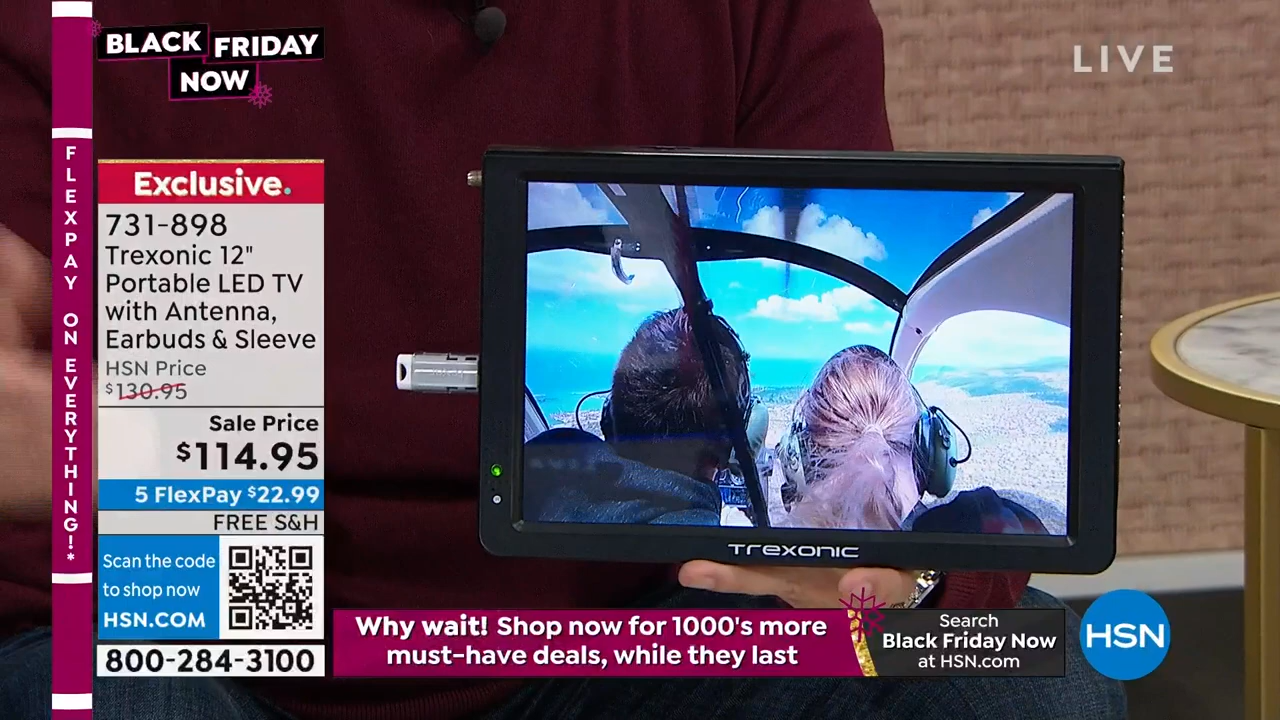 BLACK FRIDAY
NOW
LIVE
FLEXPAY ON EVERYTHING!*
Exclusive.
731-898
Trexonic 12"
Portable LED TV
with Antenna,
Earbuds & Sleeve
HSN Price
$130.95
Sale Price
$114.95
5 FlexPay $22.99
FREE S&H
Scan the code
to shop now
HSN.COM
800-284-3100
TREXONIC
Why wait! Shop now for 1000's more
must-have deals, while they last
Search
Black Friday Now
at HSN.com
HSN